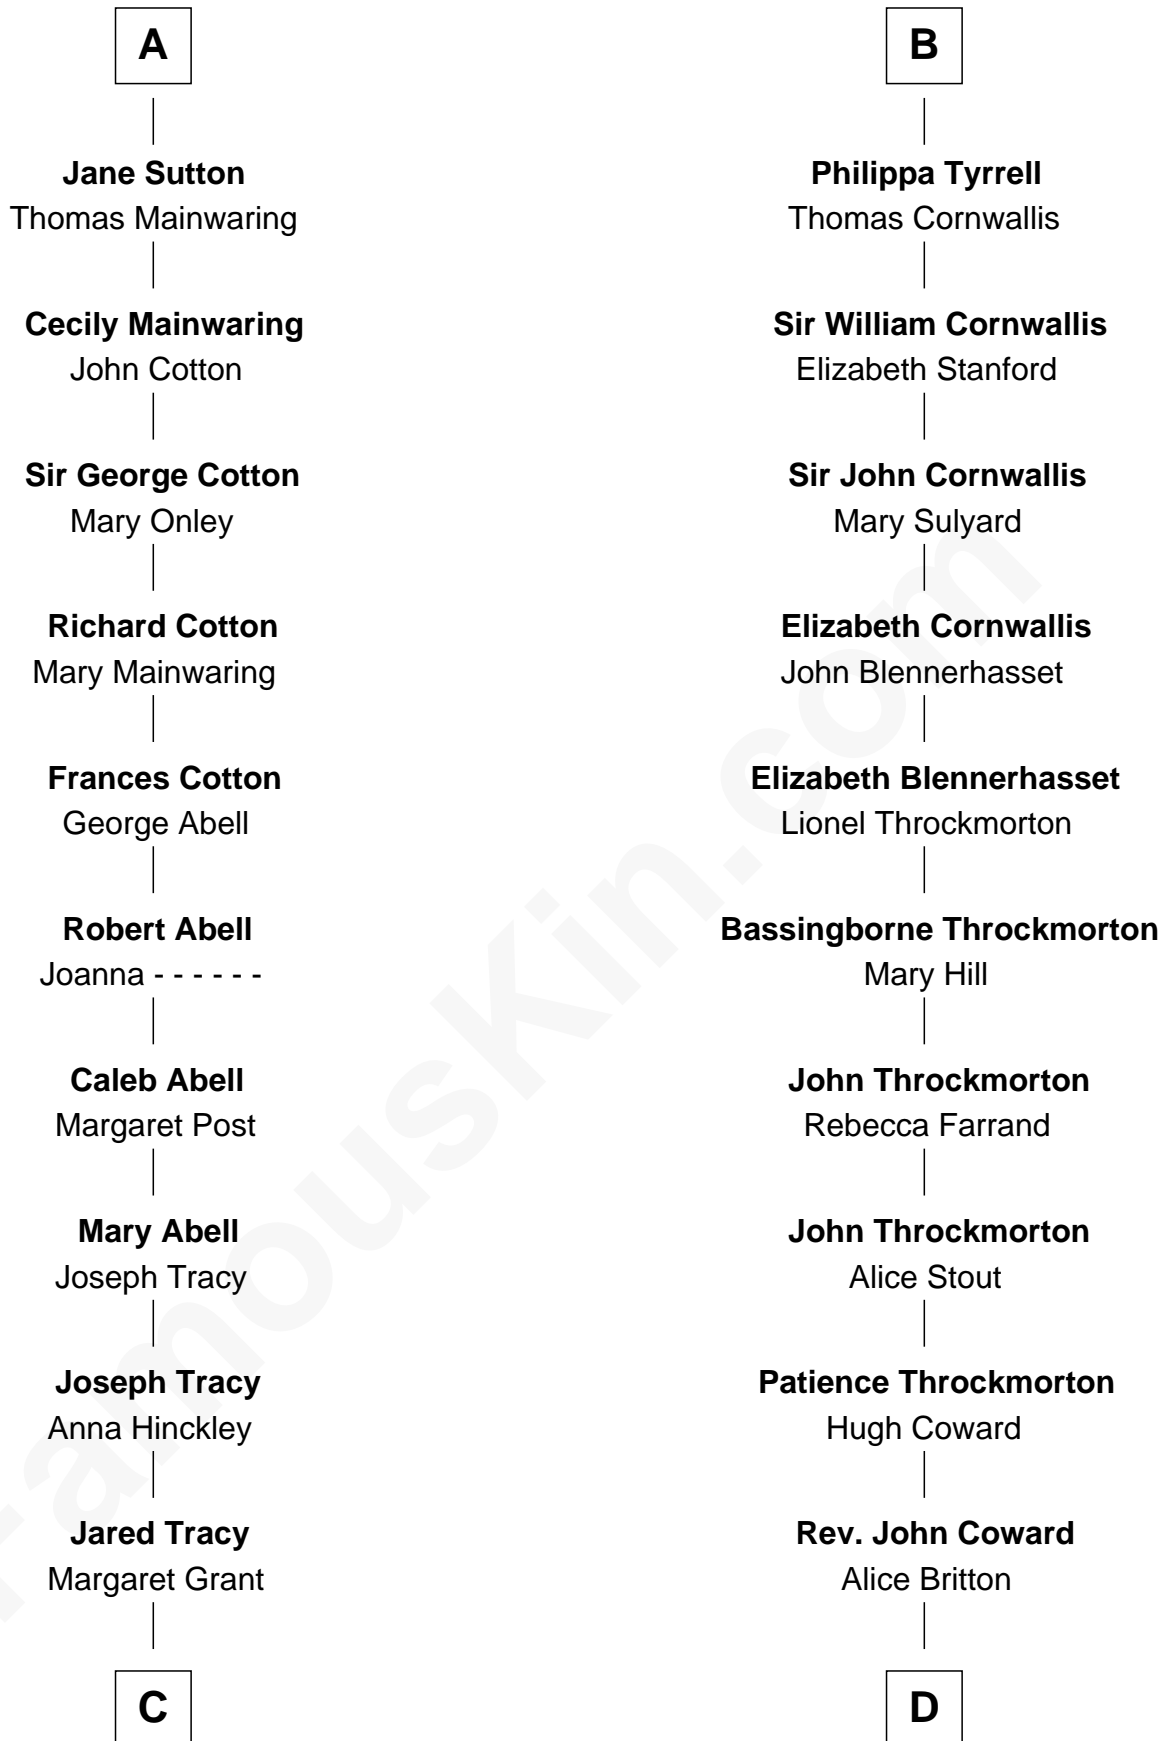 A
Jane Sutton
Thomas Mainwaring
Cecily Mainwaring
John Cotton
Sir George Cotton
Mary Onley
Richard Cotton
Mary Mainwaring
Frances Cotton
George Abell
Robert Abell
Joanna - - - - - -
Caleb Abell
Margaret Post
Mary Abell
Joseph Tracy
Joseph Tracy
Anna Hinckley
Jared Tracy
Margaret Grant
C
B
Philippa Tyrrell
Thomas Cornwallis
Sir William Cornwallis
Elizabeth Stanford
Sir John Cornwallis
Mary Sulyard
Elizabeth Cornwallis
John Blennerhasset
Elizabeth Blennerhasset
Lionel Throckmorton
Bassingborne Throckmorton
Mary Hill
John Throckmorton
Rebecca Farrand
John Throckmorton
Alice Stout
Patience Throckmorton
Hugh Coward
Rev. John Coward
Alice Britton
D
FamousKin.com